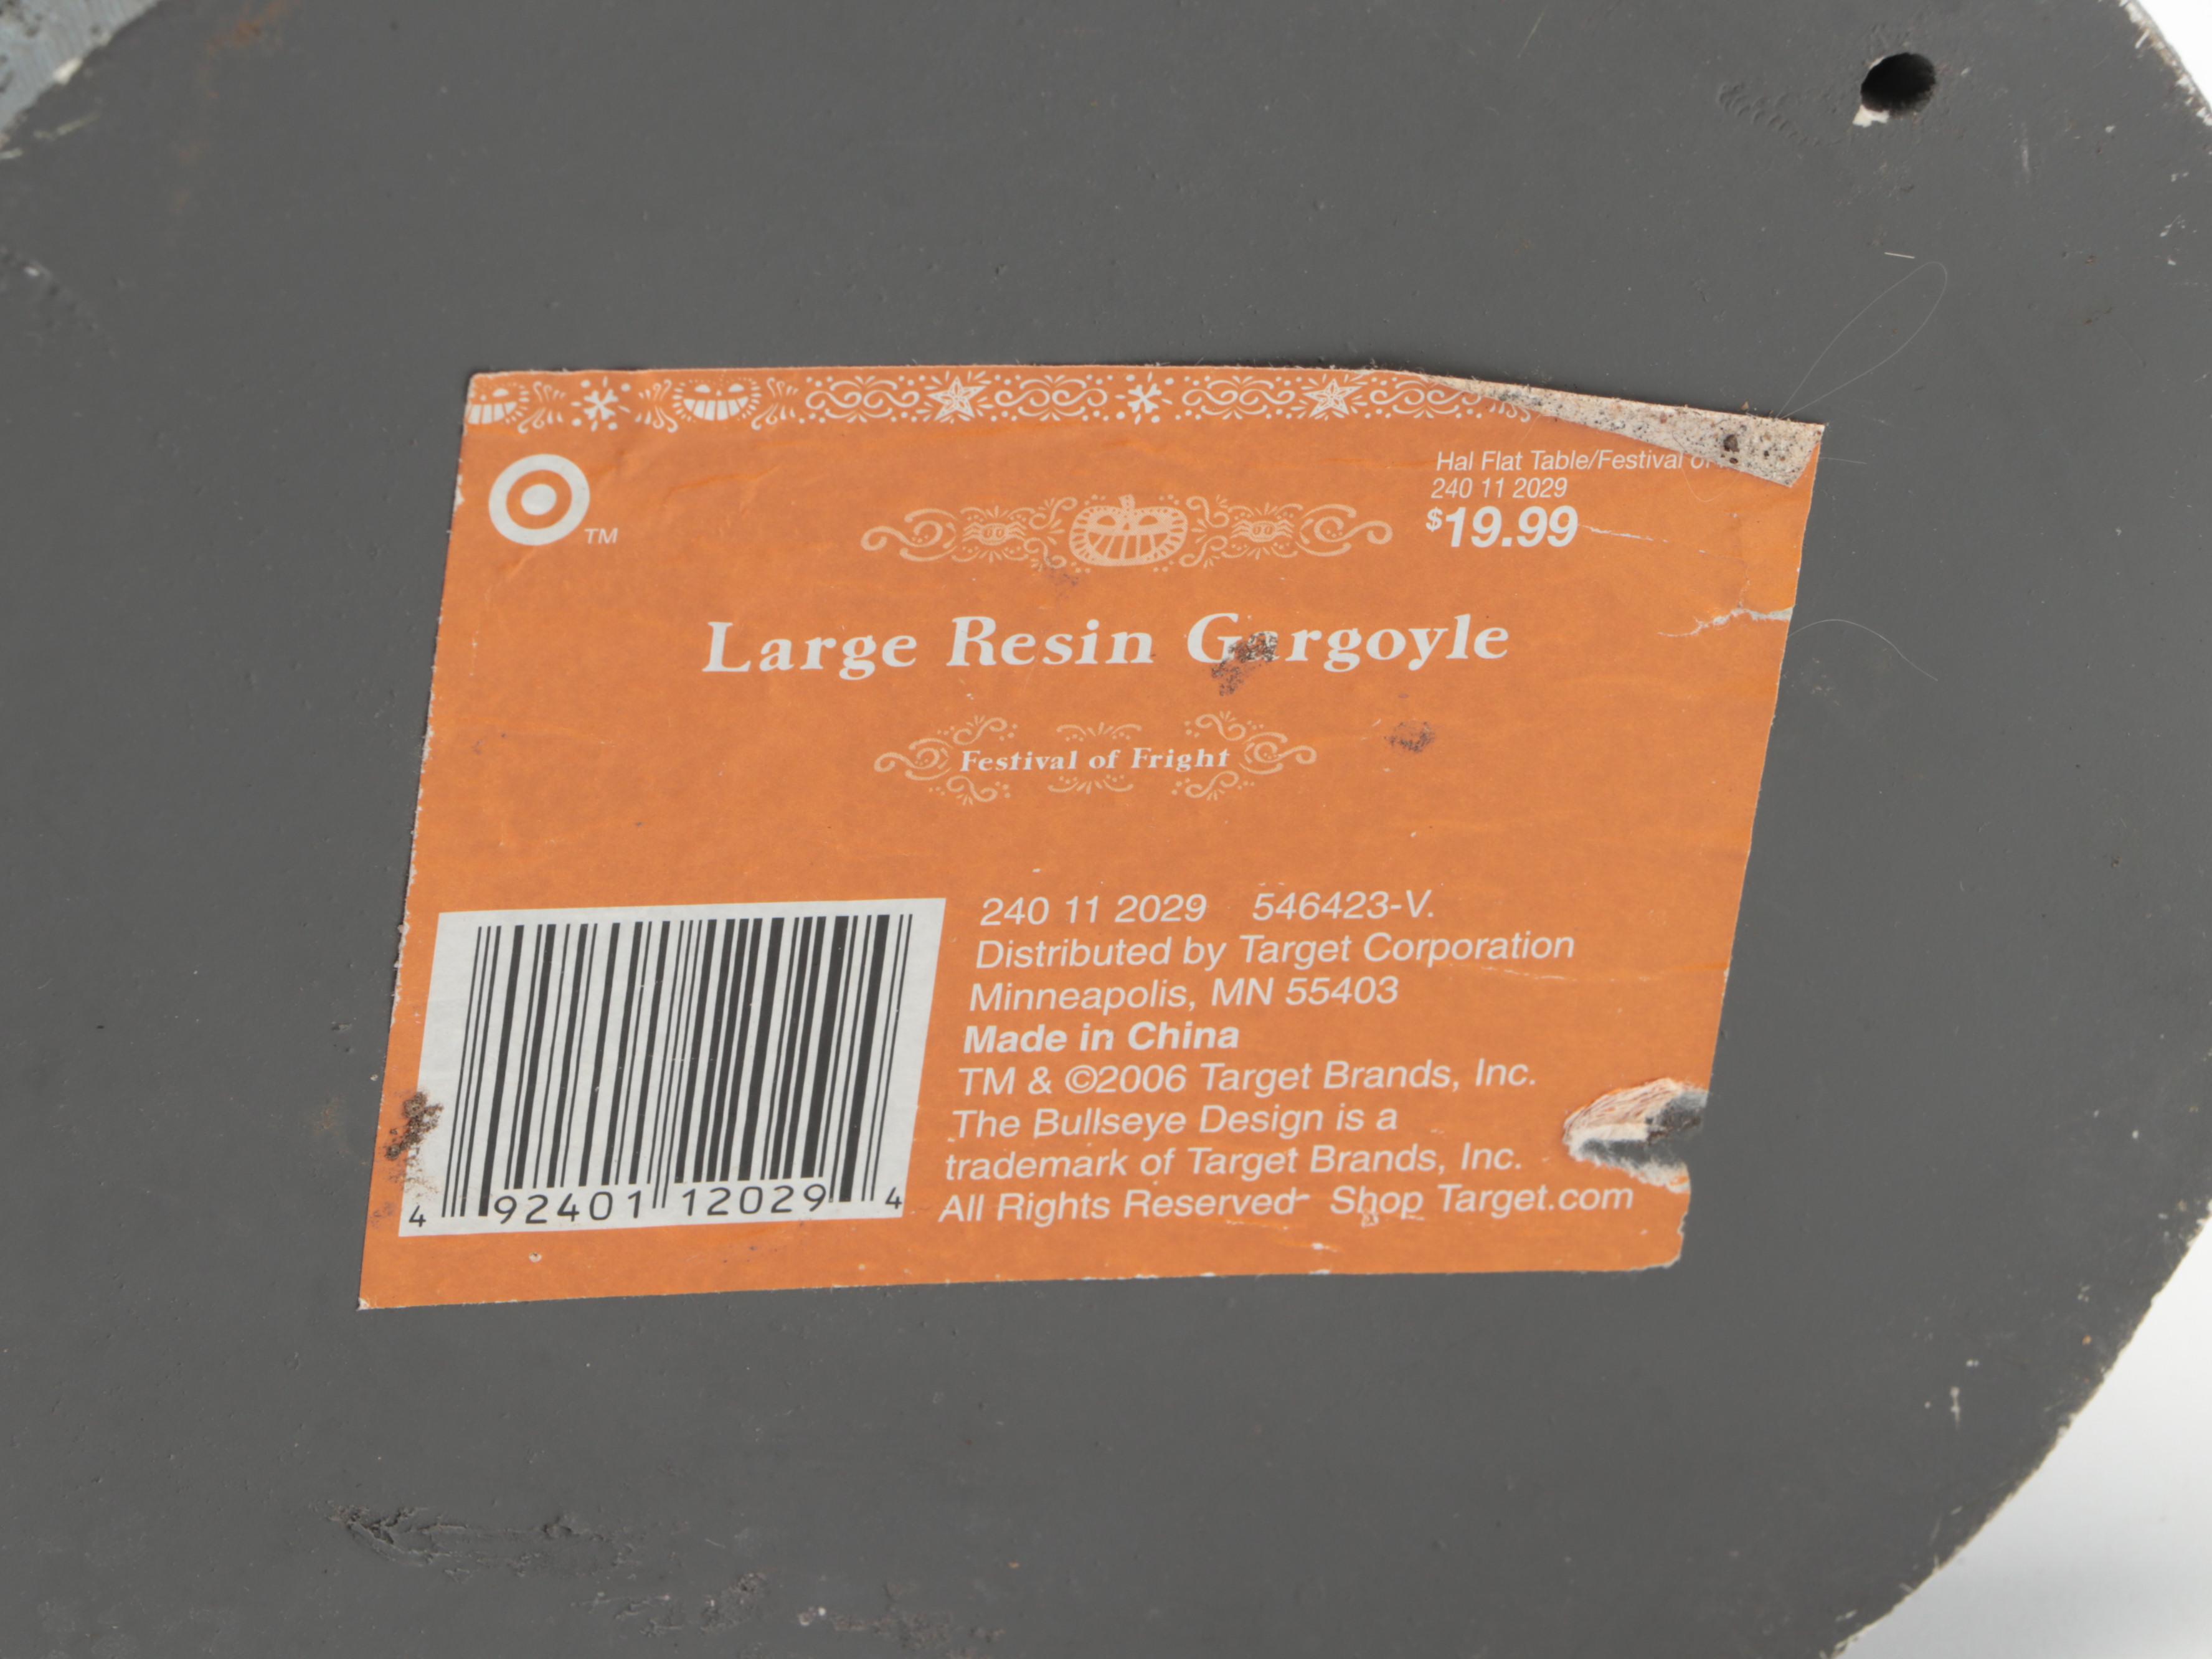 Hal Flat Table/Festival of
240 11 2029
$19.99
TM
Large Resin Gargoyle
Festival of Fright
240 11 2029 546423-V.
Distributed by Target Corporation
Minneapolis, MN 55403
Made in China
TM & ©2006 Target Brands, Inc.
The Bullseye Design is a
trademark of Target Brands, Inc.
All Rights Reserved Shop Target.com
4 92401 12029 4